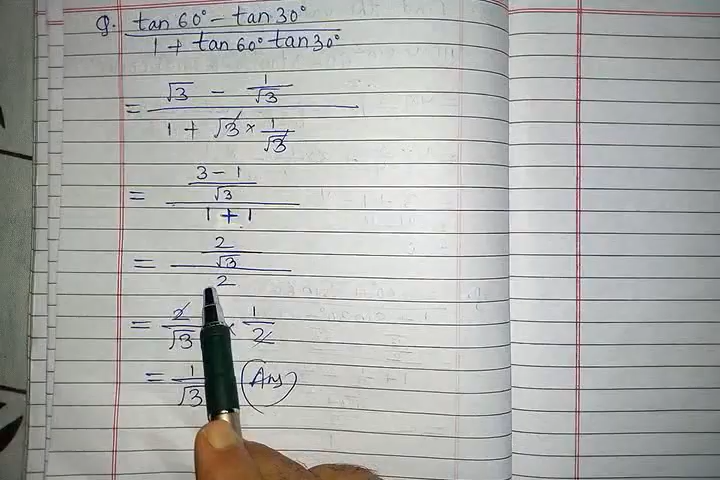 Q. (tan 60° - tan 30°) / (1 + tan 60° tan 30°)
= (√3 - 1/√3) / (1 + √3 × 1/√3)
= ((3 - 1)/√3) / (1 + 1)
= (2/√3) / 2
= 2/√3 × 1/2
= 1/√3 (Ans)